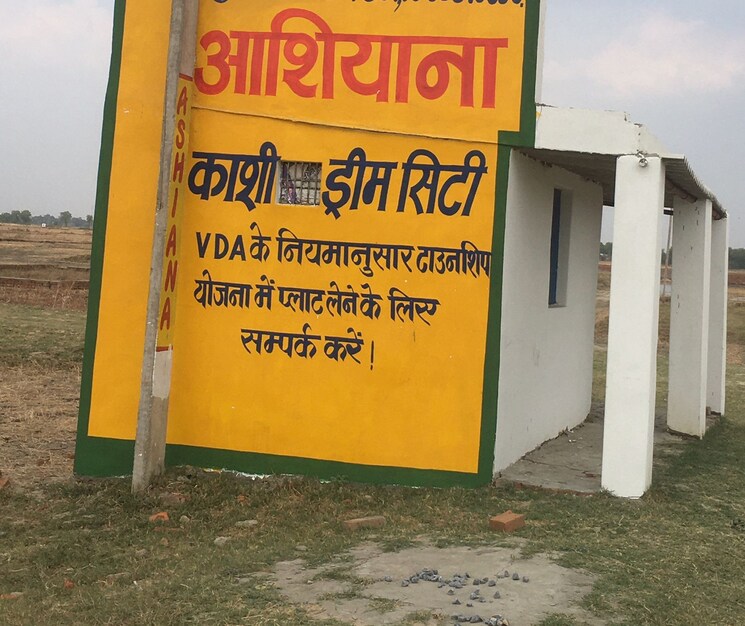 आशियाना
ASHIANA
काशी ड्रीम सिटी
VDA के नियमानुसार टाउनशिप
योजना में प्लाट लेने के लिए
सम्पर्क करें!